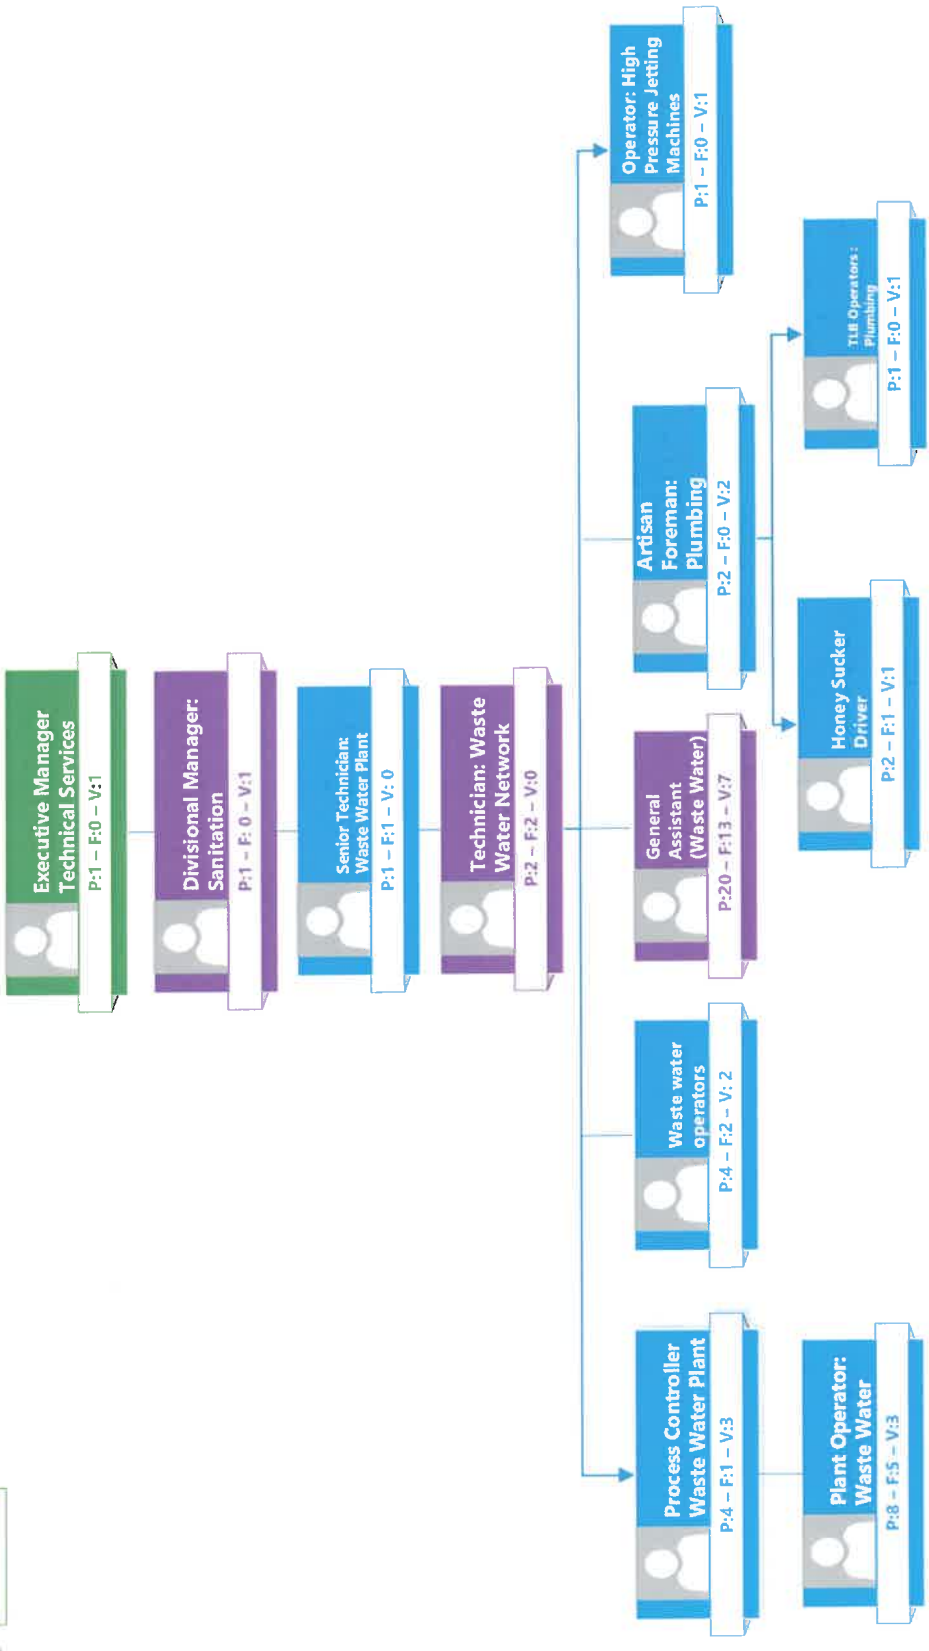 Executive Manager
Technical Services
P:1 – F:0 – V:1
Divisional Manager:
Sanitation
P:1 – F: 0 – V:1
Senior Technician:
Waste Water Plant
P:1 – F:1 – V: 0
Technician: Waste
Water Network
P:2 – F:2 – V:0
Process Controller
Waste Water Plant
P:4 – F:1 – V:3
Waste water
operators
P:4 – F:2 – V: 2
General
Assistant
(Waste Water)
P:20 – F:13 – V:7
Artisan
Foreman:
Plumbing
P:2 – F:0 – V:2
Operator: High
Pressure Jetting
Machines
P:1 – F:0 – V:1
Plant Operator:
Waste Water
P:8 – F:5 – V:3
Honey Sucker
Driver
P:2 – F:1 – V:1
TLB Operators :
Plumbing
P:1 – F:0 – V:1